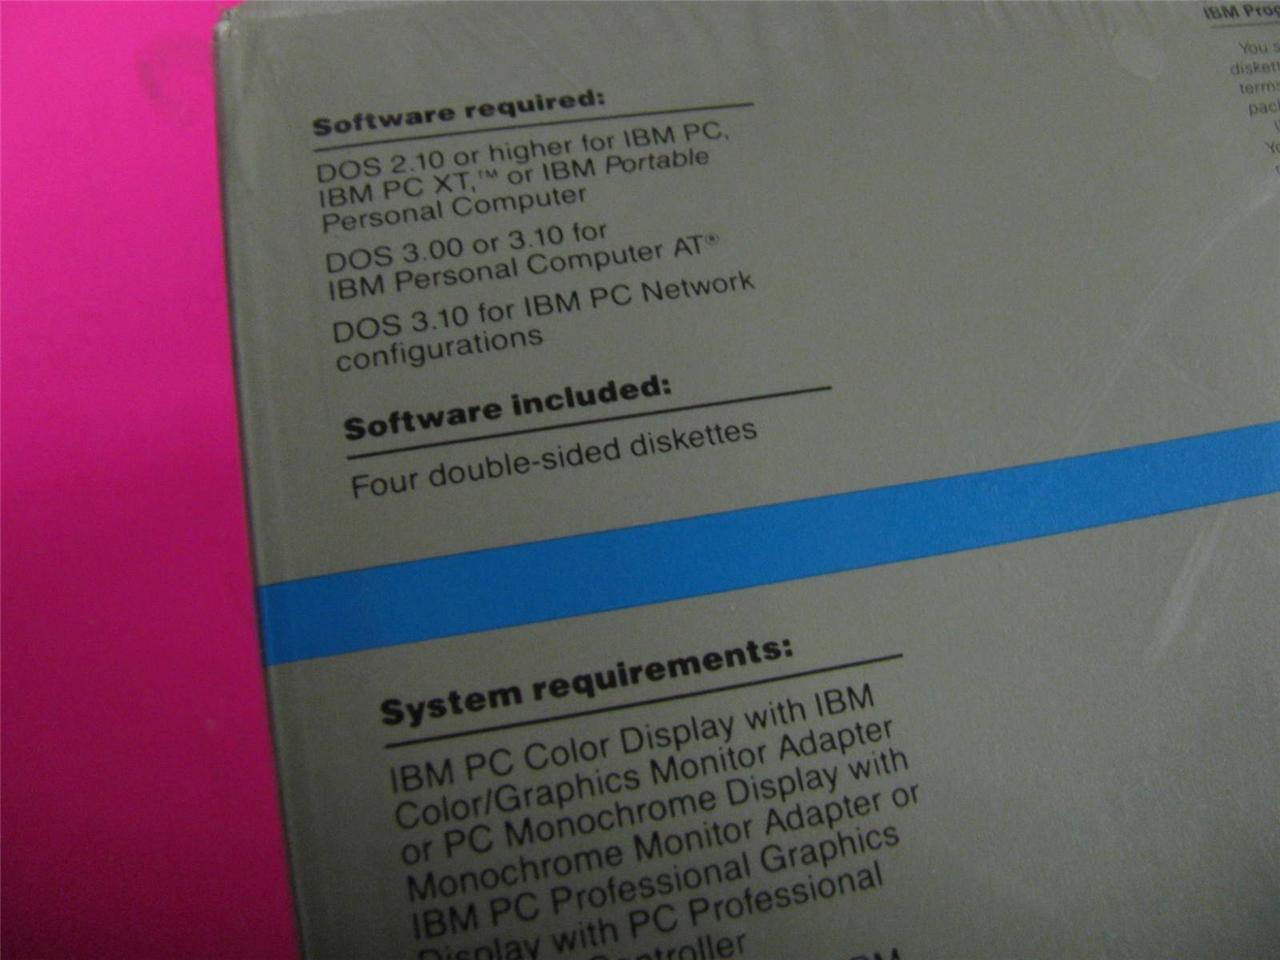 Software required:
DOS 2.10 or higher for IBM PC,
IBM PC XT,™ or IBM Portable
Personal Computer
DOS 3.00 or 3.10 for
IBM Personal Computer AT®
DOS 3.10 for IBM PC Network
configurations
Software included:
Four double-sided diskettes
System requirements:
IBM PC Color Display with IBM
Color/Graphics Monitor Adapter
or PC Monochrome Display with
Monochrome Monitor Adapter or
IBM PC Professional Graphics
Display with PC Professional
Controller
IBM
You